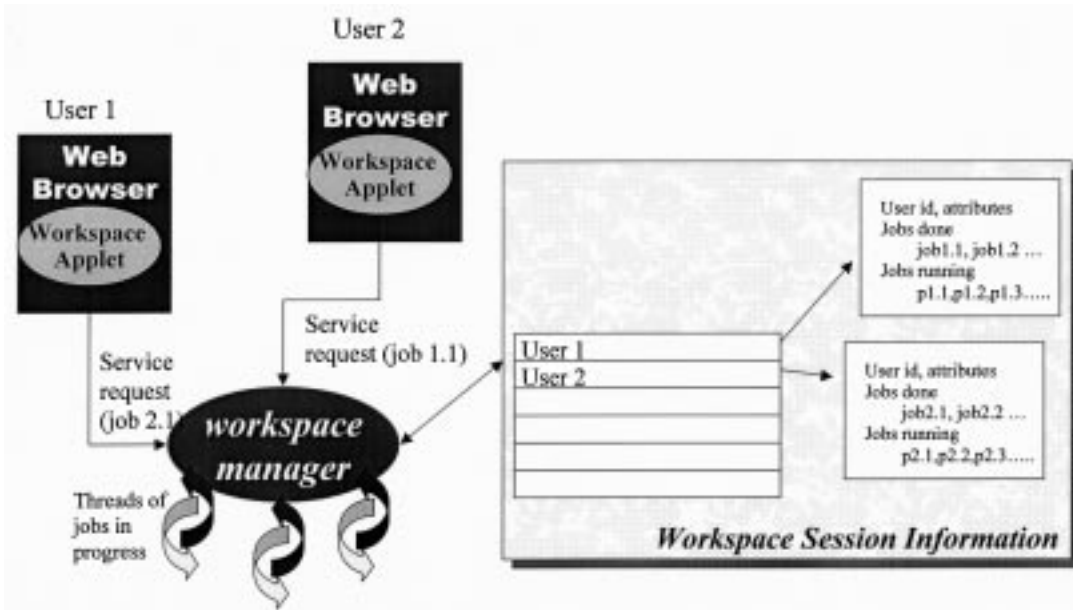 User 2
Web
Browser
Workspace
Applet
User 1
Web
Browser
Workspace
Applet
Service
request (job 1.1)
Service
request
(job 2.1)
workspace
manager
Threads of
jobs in
progress
User 1
User 2
User id, attributes
Jobs done
job1.1, job1.2 ...
Jobs running
p1.1,p1.2,p1.3.....
User id, attributes
Jobs done
job2.1, job2.2 ...
Jobs running
p2.1,p2.2,p2.3.....
Workspace Session Information